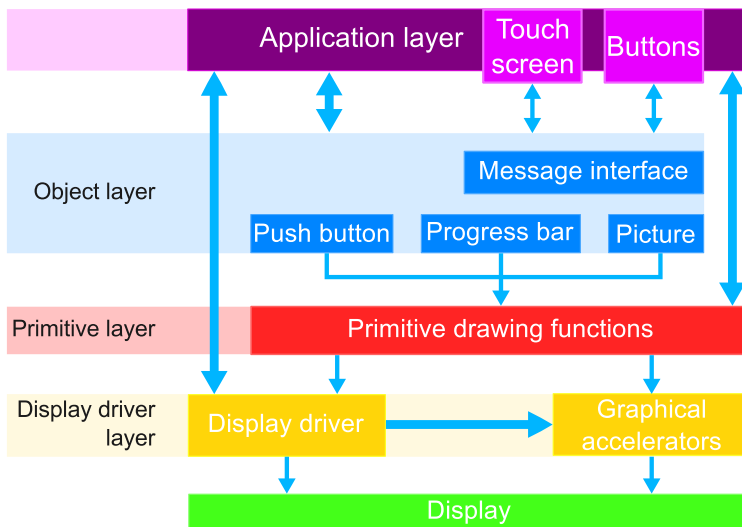 Application layer
Touch
screen
Buttons
Object layer
Message interface
Push button
Progress bar
Picture
Primitive layer
Primitive drawing functions
Display driver
layer
Display driver
Graphical
accelerators
Display